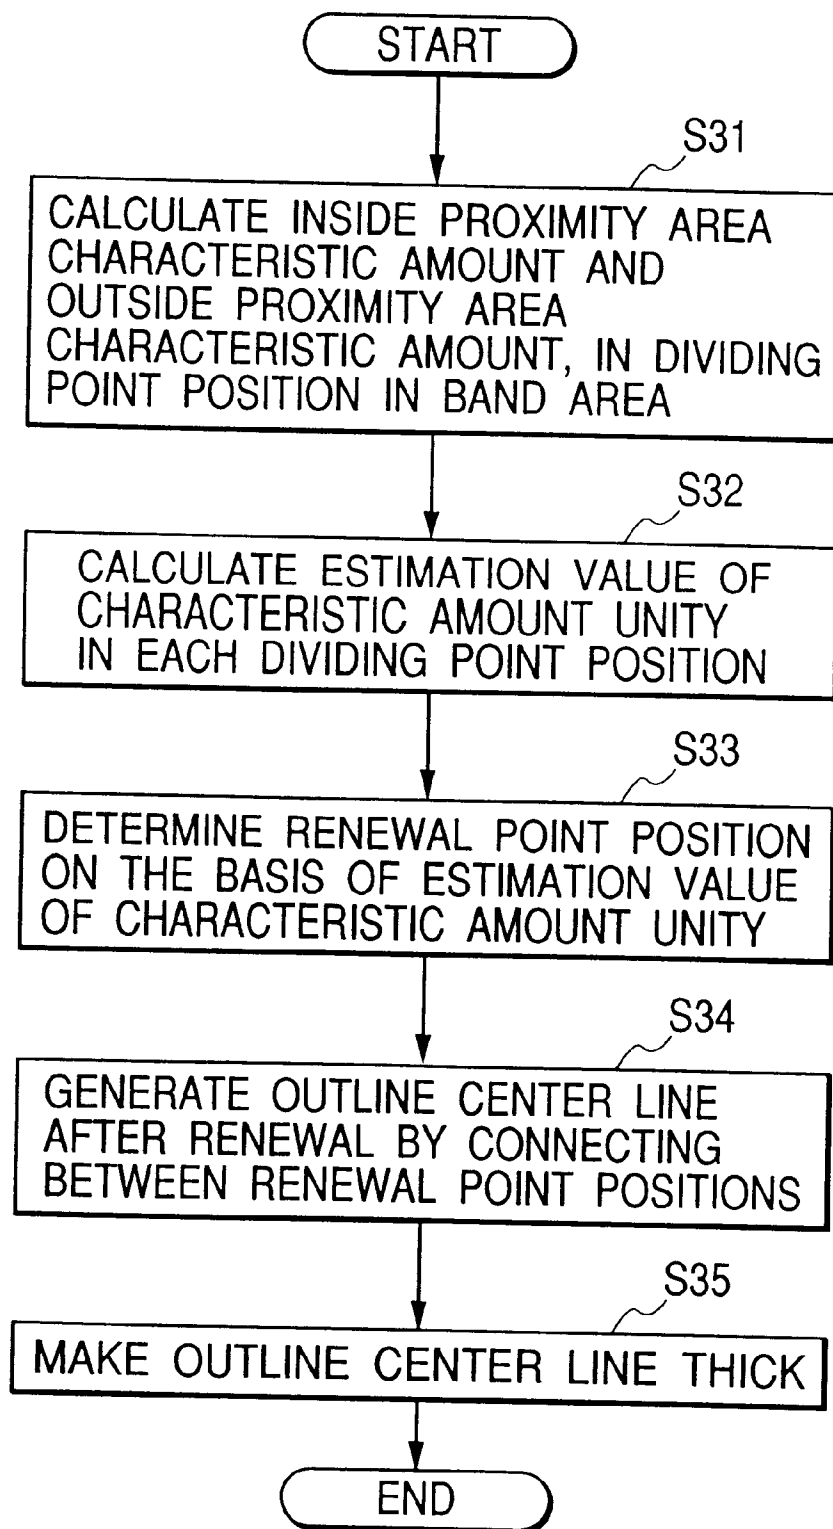 START
S31
CALCULATE INSIDE PROXIMITY AREA
CHARACTERISTIC AMOUNT AND
OUTSIDE PROXIMITY AREA
CHARACTERISTIC AMOUNT, IN DIVIDING
POINT POSITION IN BAND AREA
S32
CALCULATE ESTIMATION VALUE OF
CHARACTERISTIC AMOUNT UNITY
IN EACH DIVIDING POINT POSITION
S33
DETERMINE RENEWAL POINT POSITION
ON THE BASIS OF ESTIMATION VALUE
OF CHARACTERISTIC AMOUNT UNITY
S34
GENERATE OUTLINE CENTER LINE
AFTER RENEWAL BY CONNECTING
BETWEEN RENEWAL POINT POSITIONS
S35
MAKE OUTLINE CENTER LINE THICK
END